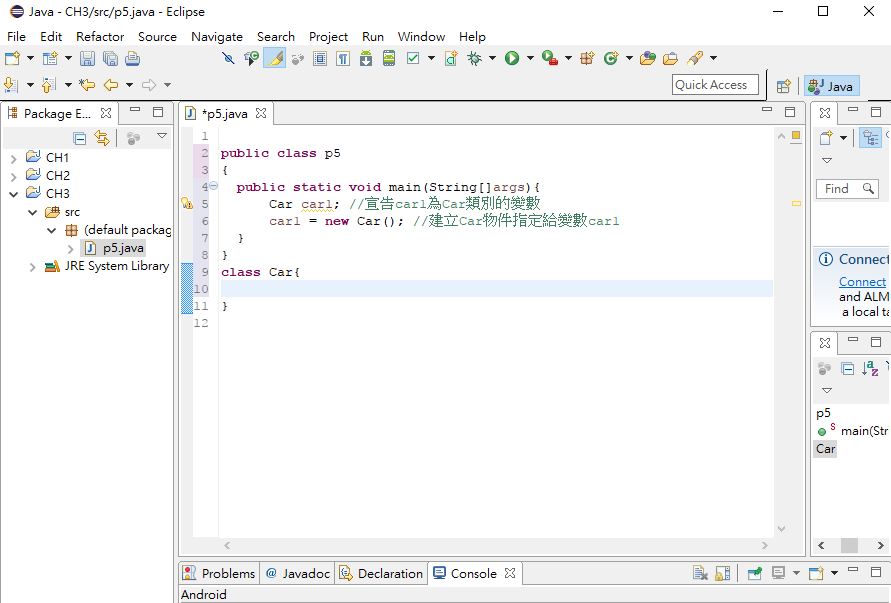 Java - CH3/src/p5.java - Eclipse
File Edit Refactor Source Navigate Search Project Run Window Help
Quick Access
Java
Package E...
*p5.java
CH1
CH2
CH3
src
(default packag
p5.java
JRE System Library
1
2 public class p5
3 {
4 public static void main(String[]args){
5 Car car1; //宣告car1為Car類別的變數
6 car1 = new Car(); //建立Car物件指定給變數car1
7 }
8 }
9 class Car{
10
11 }
12
Find
Connect
Connect
and ALM
a local ta
p5
S main(Str
Car
Problems @ Javadoc Declaration Console
Android